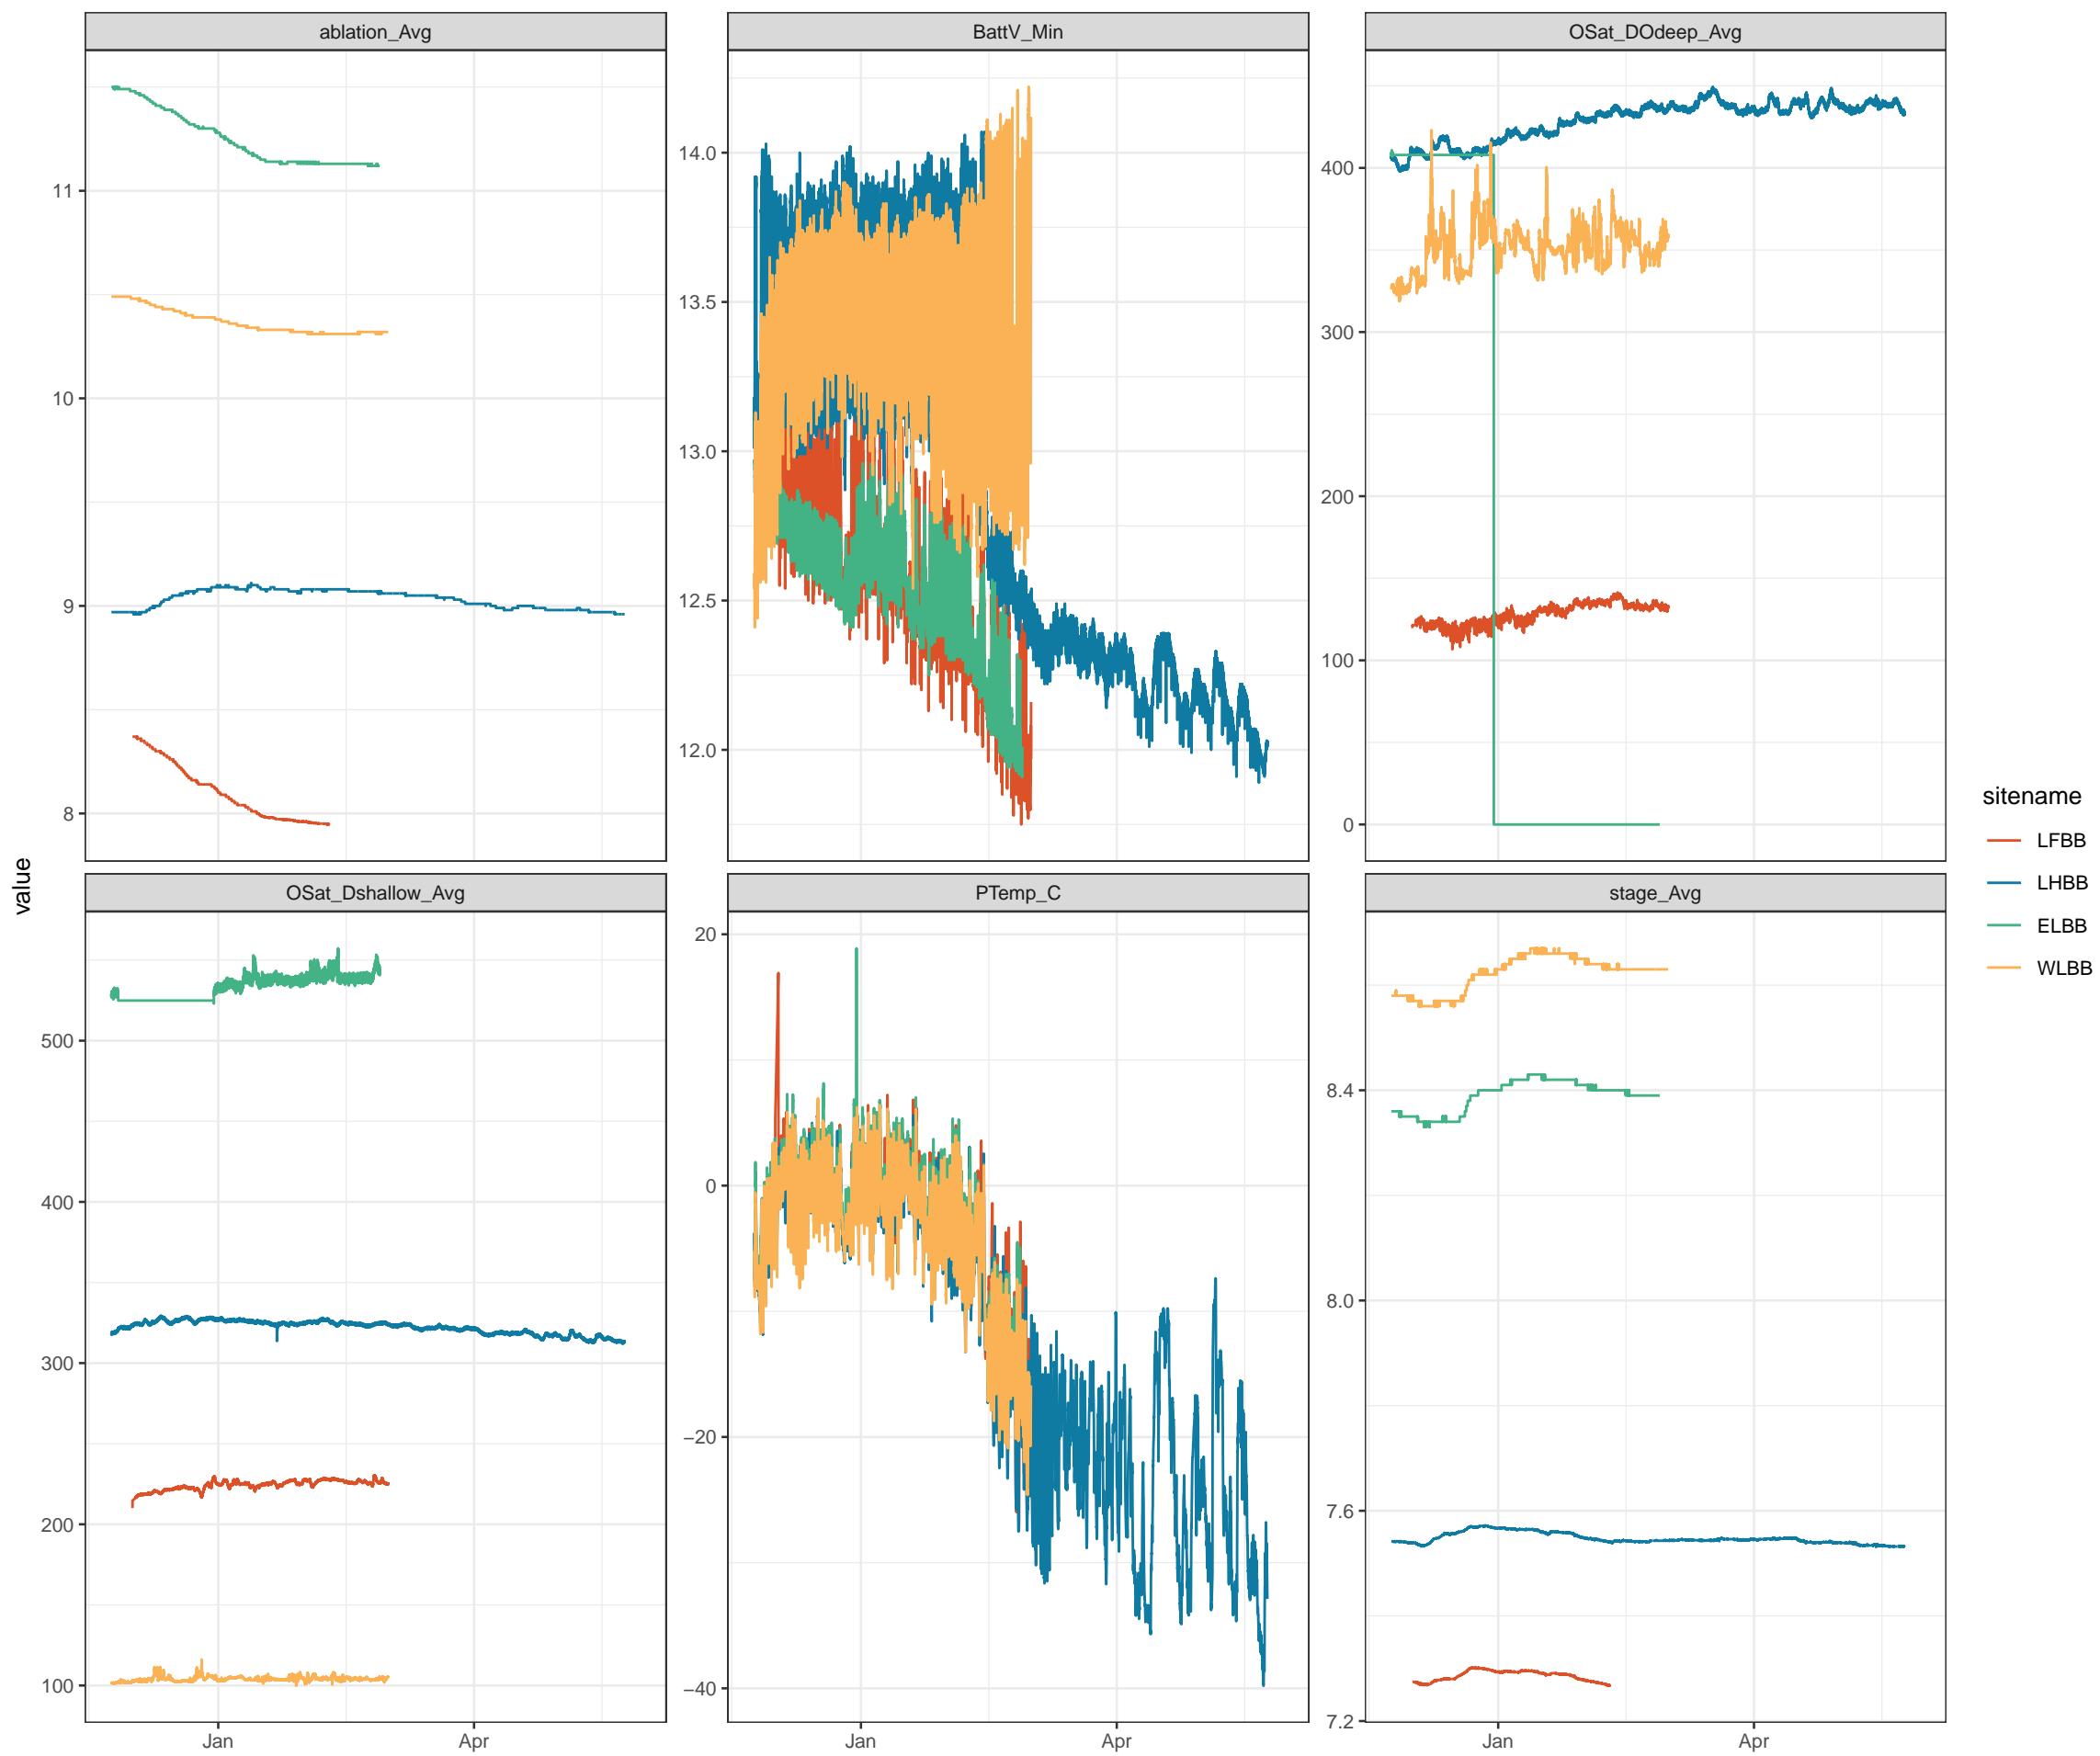 ablation_Avg
BattV_Min
OSat_DOdeep_Avg
11
10
9
8
14.0
13.5
13.0
12.5
12.0
400
300
200
100
0
value
OSat_Dshallow_Avg
PTemp_C
stage_Avg
500
400
300
200
100
20
0
−20
−40
8.4
8.0
7.6
7.2
Jan Apr
Jan Apr
Jan Apr
sitename
LFBB
LHBB
ELBB
WLBB